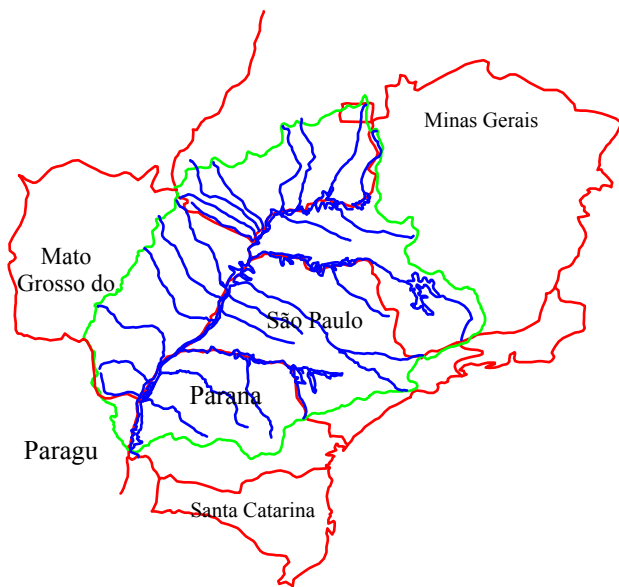 Minas Gerais
Mato
Grosso do
São Paulo
Parana
Paragu
Santa Catarina